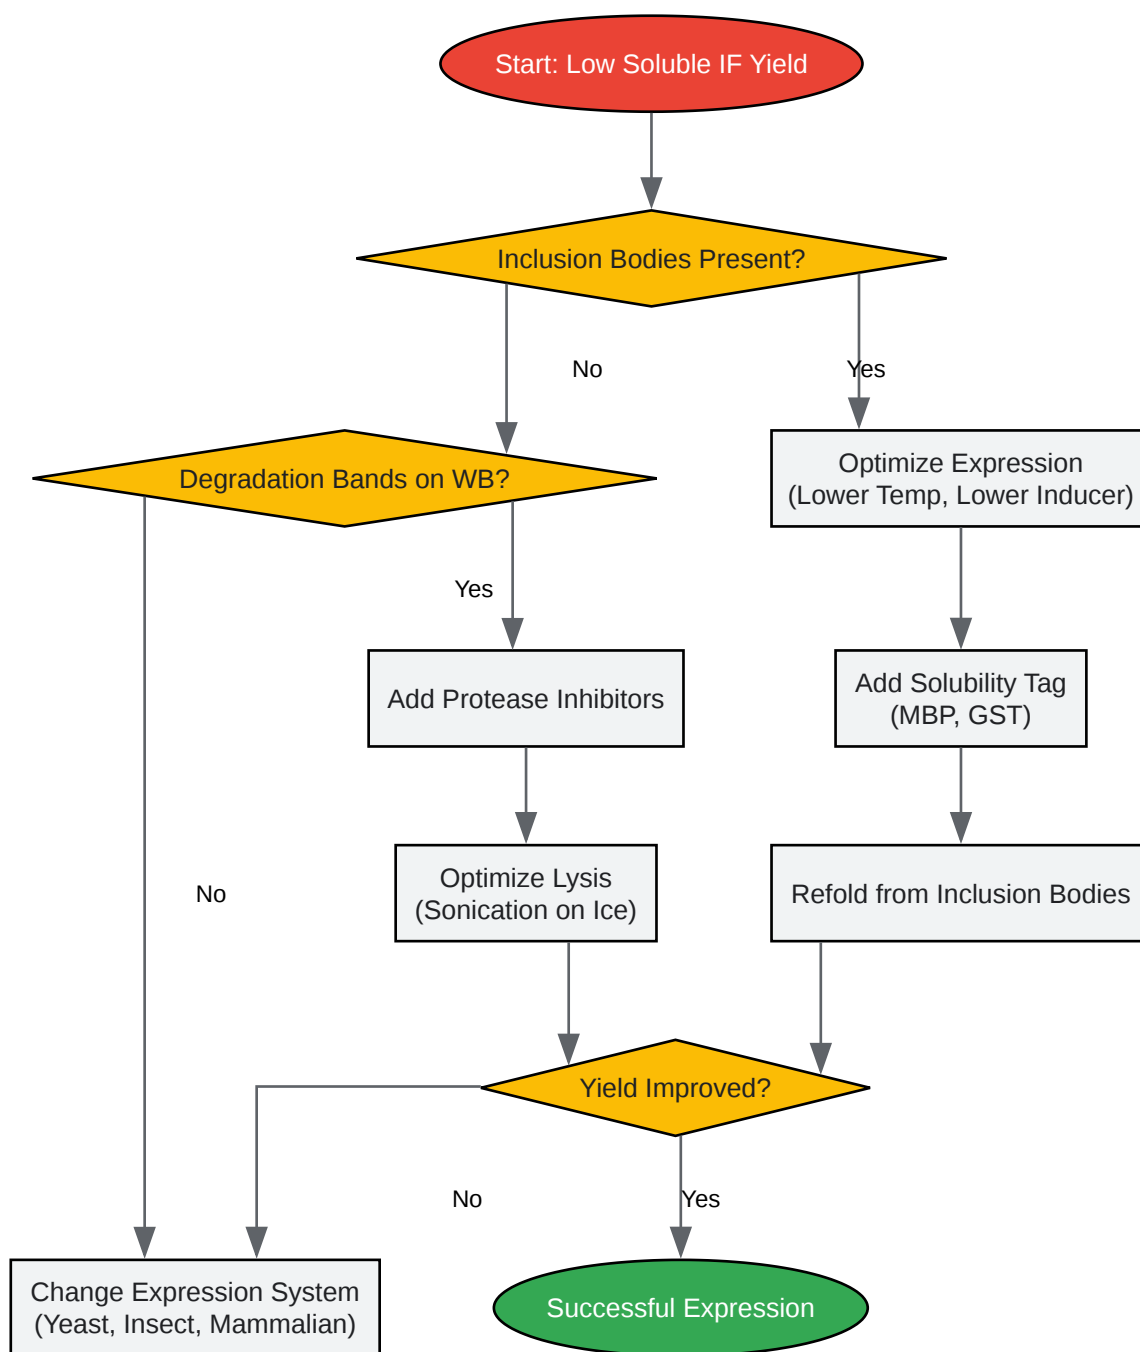 Start: Low Soluble IF Yield
Inclusion Bodies Present?
No
Yes
Degradation Bands on WB?
Optimize Expression
(Lower Temp, Lower Inducer)
Yes
Add Protease Inhibitors
Add Solubility Tag
(MBP, GST)
No
Optimize Lysis
(Sonication on Ice)
Refold from Inclusion Bodies
Yield Improved?
No
Yes
Change Expression System
(Yeast, Insect, Mammalian)
Successful Expression